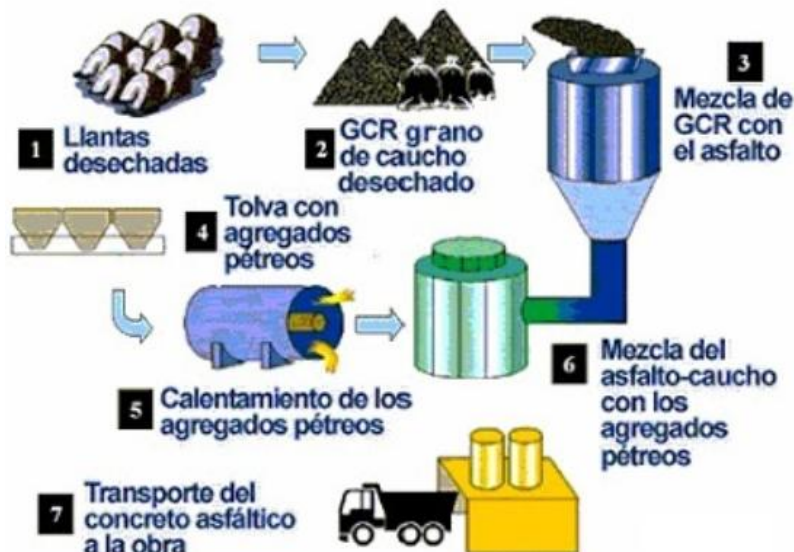 1 Llantas
desechadas
2 GCR grano
de caucho
desechado
3
Mezcla de
GCR con
el asfalto
4 Tolva con
agregados
pétreos
5 Calentamiento de los
agregados pétreos
6 Mezcla del
asfalto-caucho
con los
agregados
pétreos
7 Transporte del
concreto asfáltico
a la obra